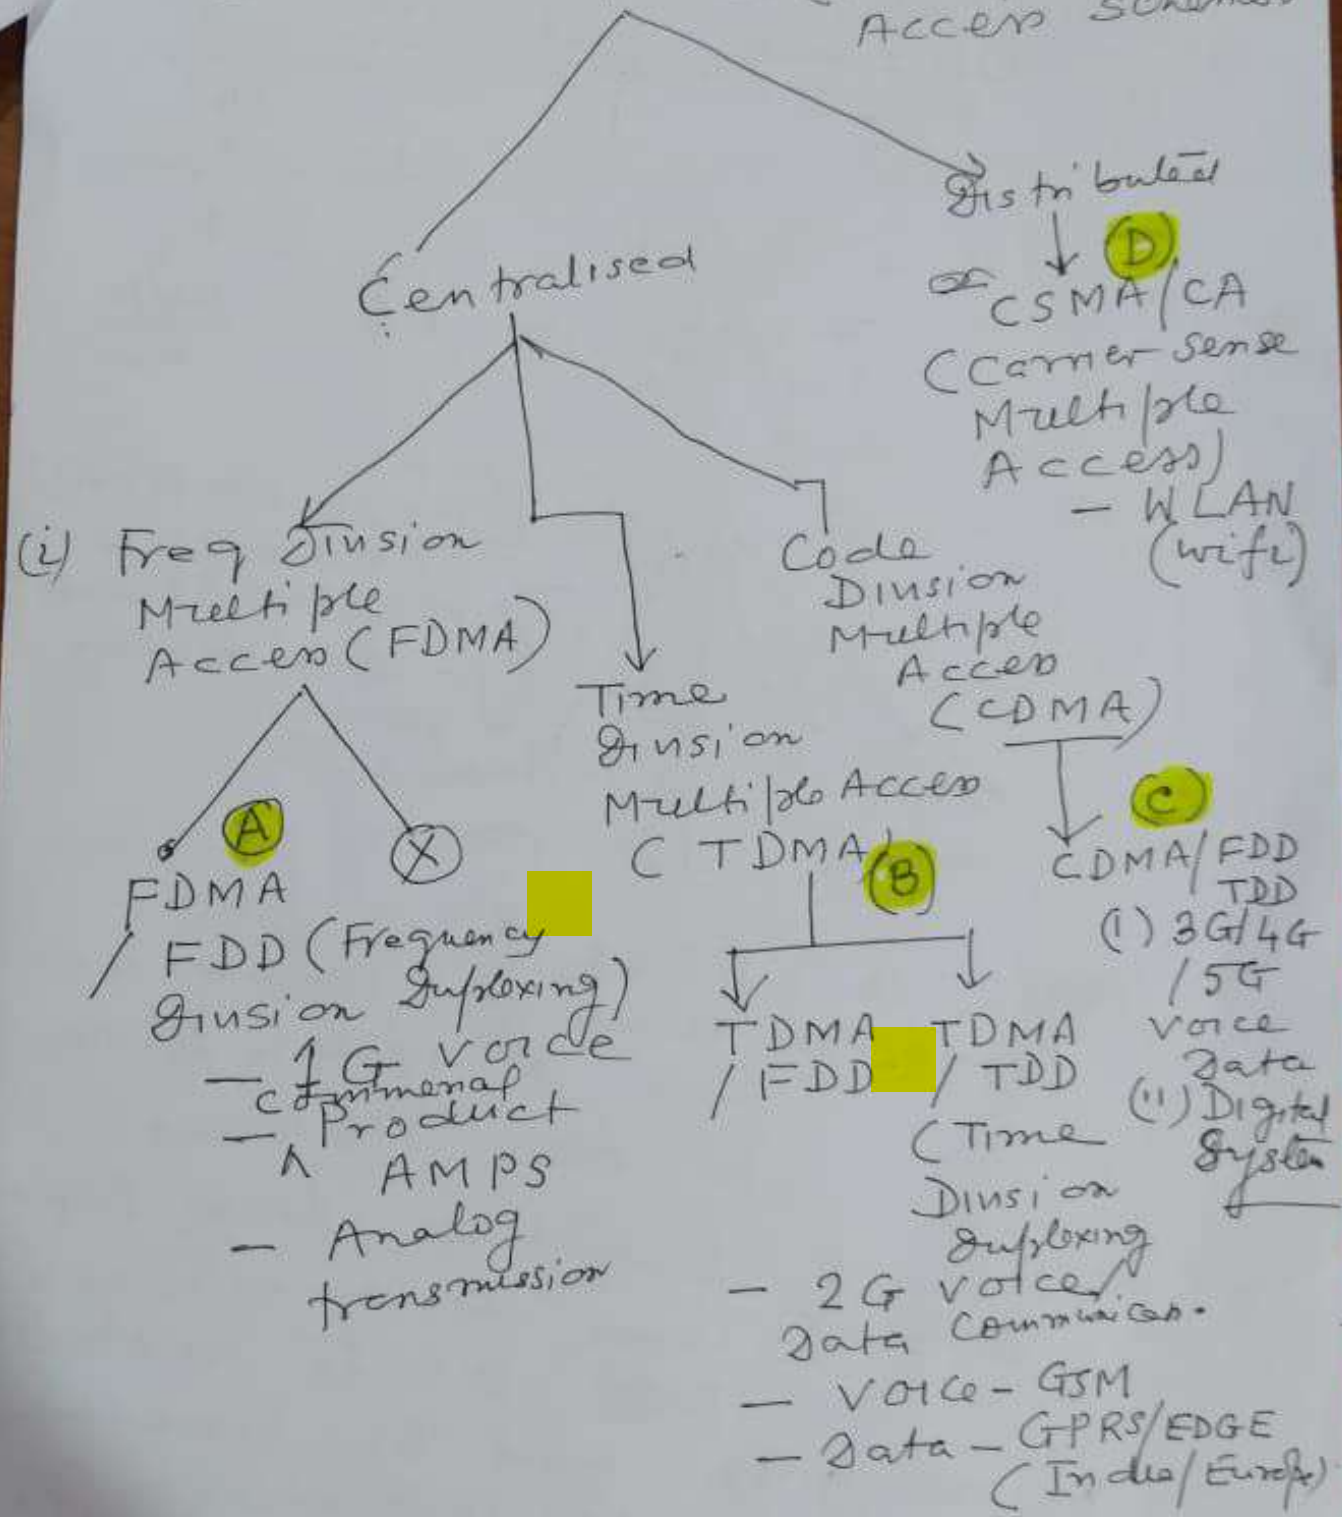 Access Schemes
Distributed
(D)
CSMA/CA
(Carrier Sense
Multiple
Access)
- WLAN
(wifi)
Centralised
(i) Freq Division
Multiple
Access (FDMA)
Time
Division
Multiple Access
(TDMA)
Code
Division
Multiple
Access
(CDMA)
(A)
(X)
FDMA
/ FDD (Frequency
Division Duplexing)
- 1G voice
- Commercial
Product
AMPS
- Analog
transmission
(B)
TDMA
/ FDD
TDMA
/ TDD
(Time
Division
Duplexing
- 2G voice/
Data Communican.
- Voice - GSM
- Data - GPRS/EDGE
(India/Europe)
(C)
CDMA/FDD
TDD
(i) 3G/4G
/5G
Voice
Data
(ii) Digital
System